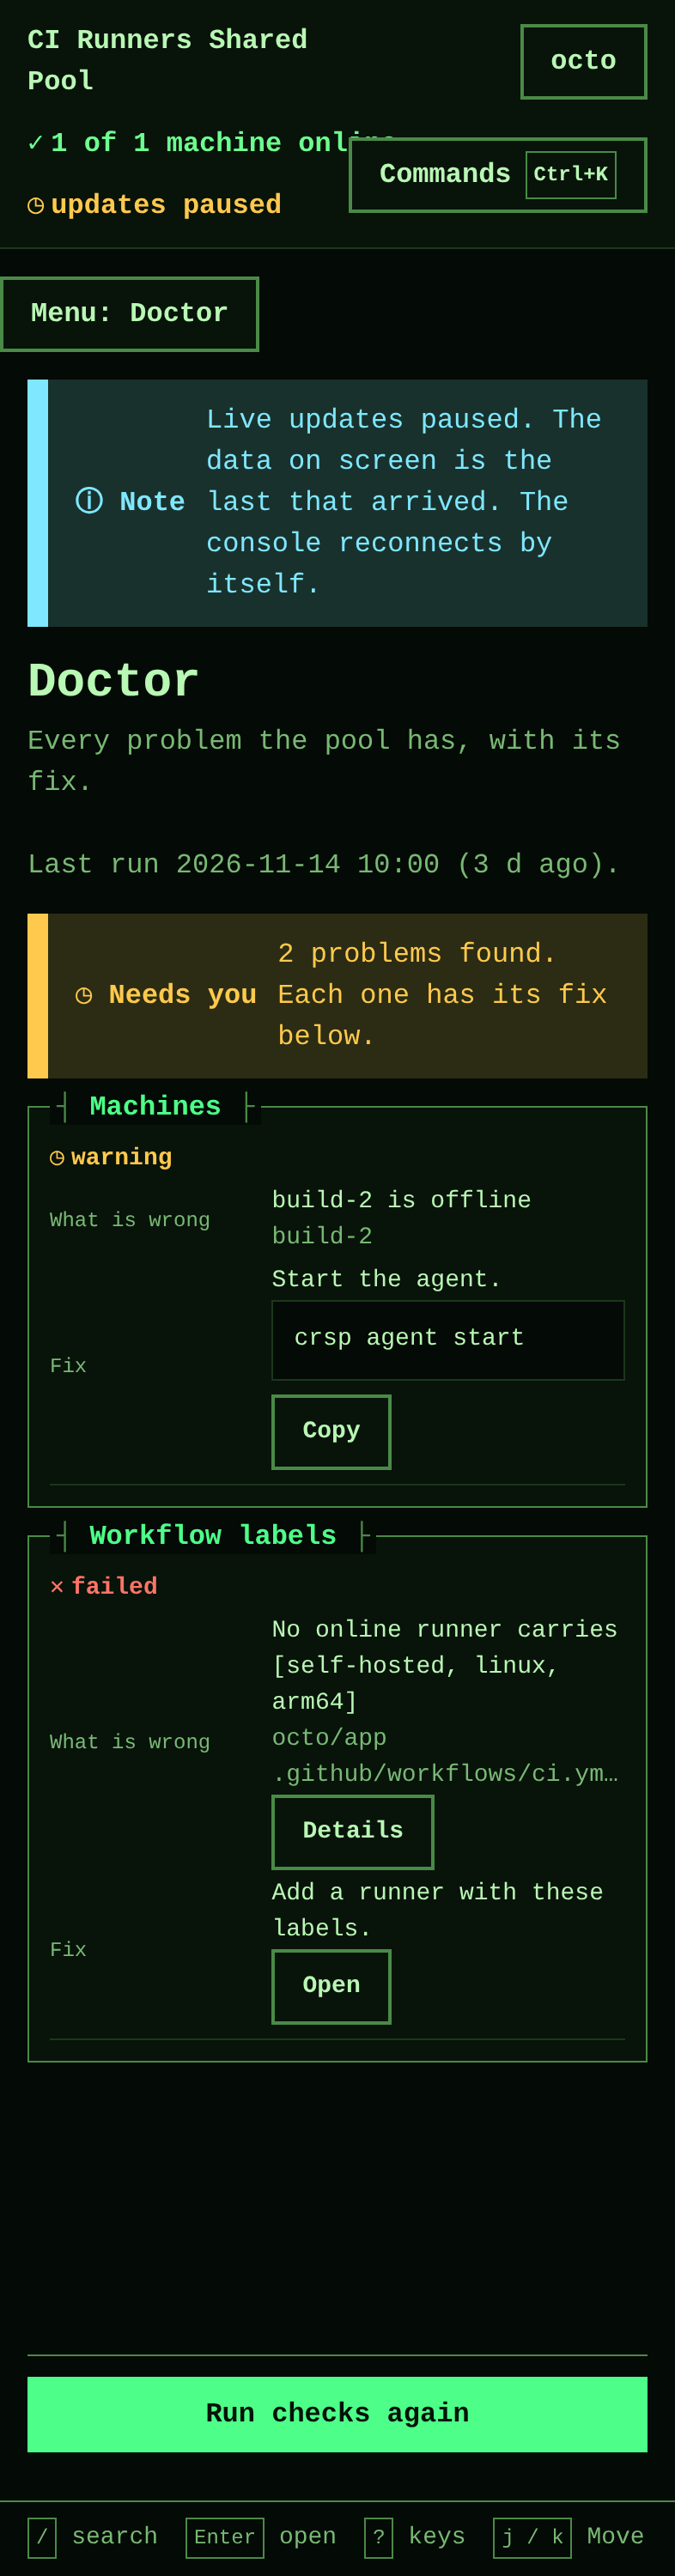 CI Runners Shared
Pool
octo
✓ 1 of 1 machine online
Commands Ctrl+K
◷ updates paused
Menu: Doctor
ⓘ Note
Live updates paused. The
data on screen is the
last that arrived. The
console reconnects by
itself.
Doctor
Every problem the pool has, with its
fix.
Last run 2026-11-14 10:00 (3 d ago).
◷ Needs you
2 problems found.
Each one has its fix
below.
┤ Machines ├
◷ warning
What is wrong
build-2 is offline
build-2
Fix
Start the agent.
crsp agent start
Copy
┤ Workflow labels ├
✕ failed
What is wrong
No online runner carries
[self-hosted, linux,
arm64]
octo/app
.github/workflows/ci.ym…
Details
Fix
Add a runner with these
labels.
Open
Run checks again
/ search Enter open ? keys j / k Move